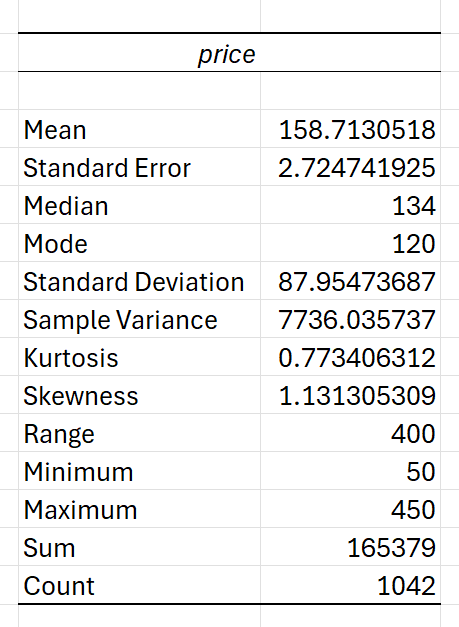 price
Mean 158.7130518
Standard Error 2.724741925
Median 134
Mode 120
Standard Deviation 87.95473687
Sample Variance 7736.035737
Kurtosis 0.773406312
Skewness 1.131305309
Range 400
Minimum 50
Maximum 450
Sum 165379
Count 1042